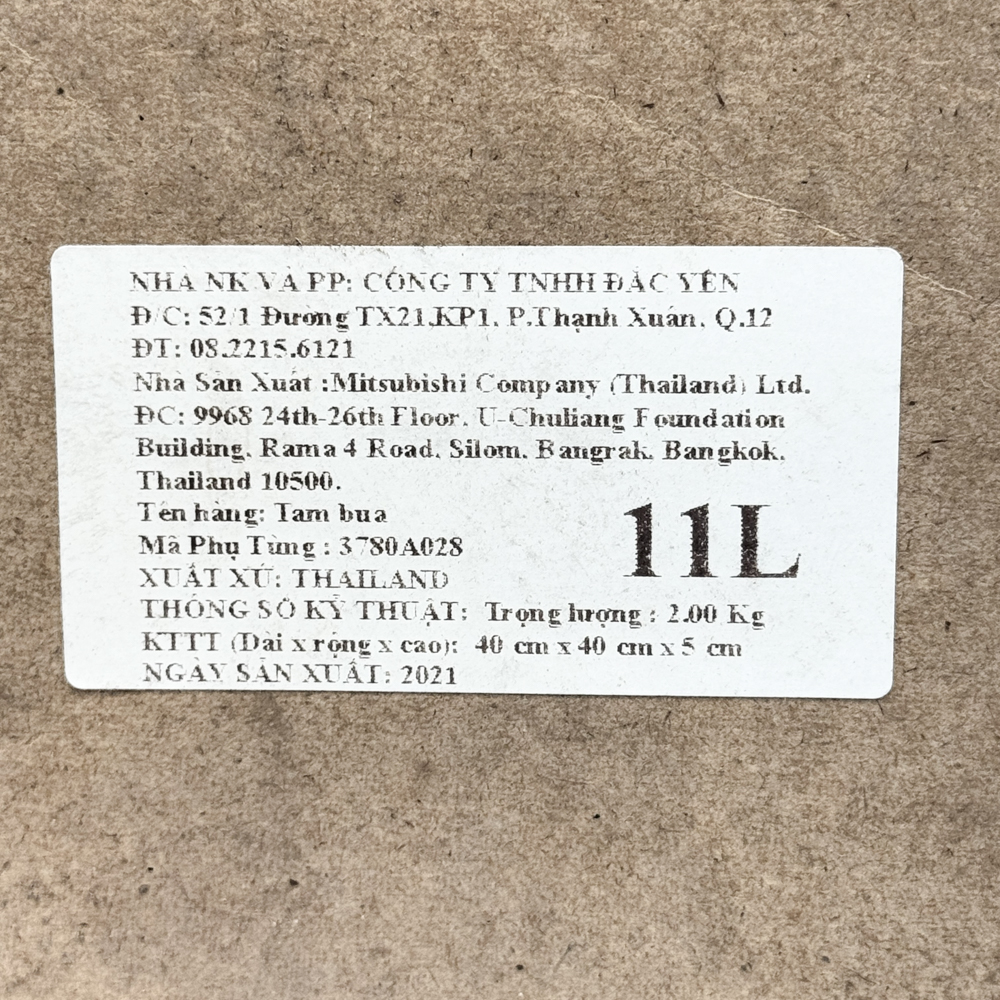 NHÀ NK VÀ PP: CÔNG TY TNHH ĐẮC YÊN
Đ/C: 52/1 Đường TX21,KP1, P.Thạnh Xuân, Q.12
ĐT: 08.2215.6121
Nhà Sản Xuất :Mitsubishi Company (Thailand) Ltd.
ĐC: 9968 24th-26th Floor, U-Chuliang Foundation
Building, Rama 4 Road, Silom, Bangrak, Bangkok,
Thailand 10500.
Tên hàng: Tam bua
Mã Phụ Tùng : 3780A028
11L
XUẤT XỨ: THAILAND
THÔNG SỐ KỸ THUẬT: Trọng lượng : 2.00 Kg
KTTT (Dài x rộng x cao): 40 cm x 40 cm x 5 cm
NGÀY SẢN XUẤT: 2021